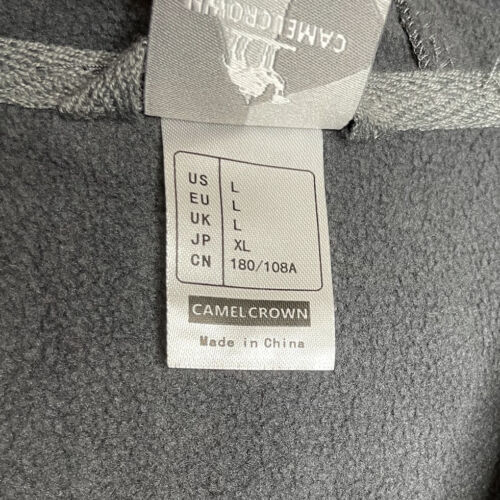 CAMELCROWN
US L
EU L
UK L
JP XL
CN 180/108A
CAMELCROWN
Made in China